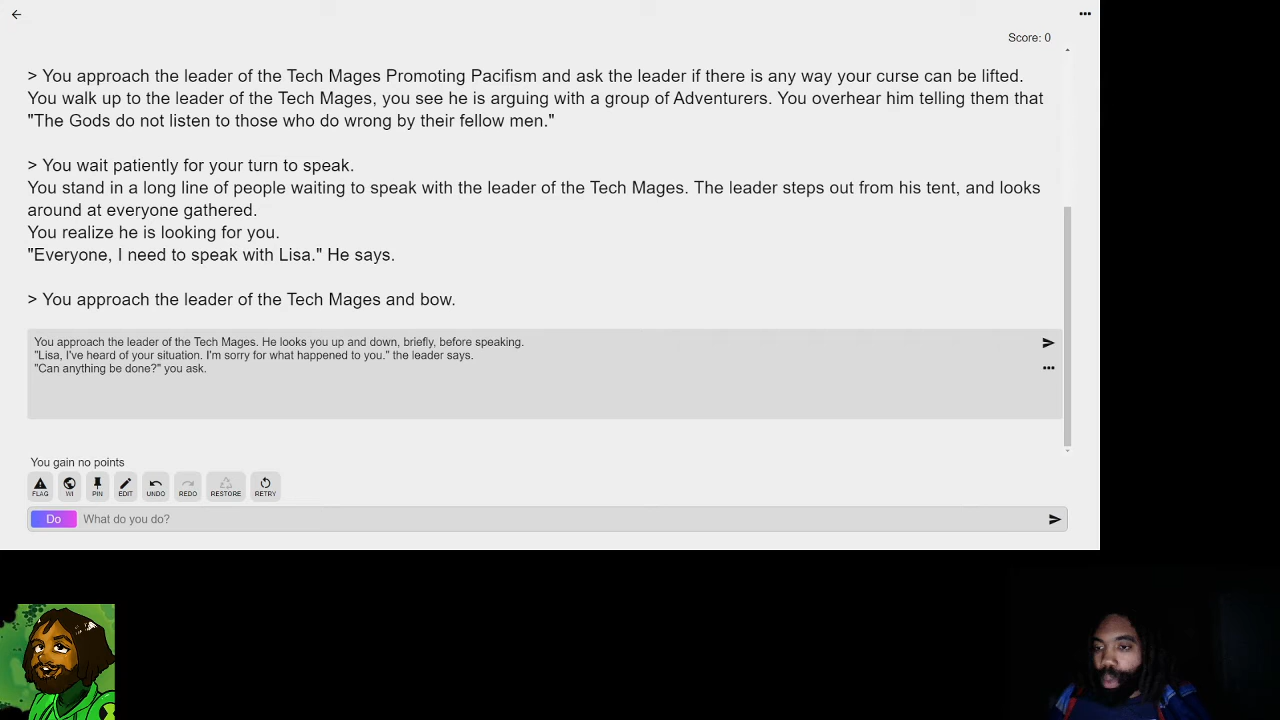 Score: 0
> You approach the leader of the Tech Mages Promoting Pacifism and ask the leader if there is any way your curse can be lifted.
You walk up to the leader of the Tech Mages, you see he is arguing with a group of Adventurers. You overhear him telling them that
"The Gods do not listen to those who do wrong by their fellow men."
> You wait patiently for your turn to speak.
You stand in a long line of people waiting to speak with the leader of the Tech Mages. The leader steps out from his tent, and looks
around at everyone gathered.
You realize he is looking for you.
"Everyone, I need to speak with Lisa." He says.
> You approach the leader of the Tech Mages and bow.
You approach the leader of the Tech Mages. He looks you up and down, briefly, before speaking.
"Lisa, I've heard of your situation. I'm sorry for what happened to you." the leader says.
"Can anything be done?" you ask.
You gain no points
FLAG WI PIN EDIT UNDO REDO RESTORE RETRY
Do What do you do?